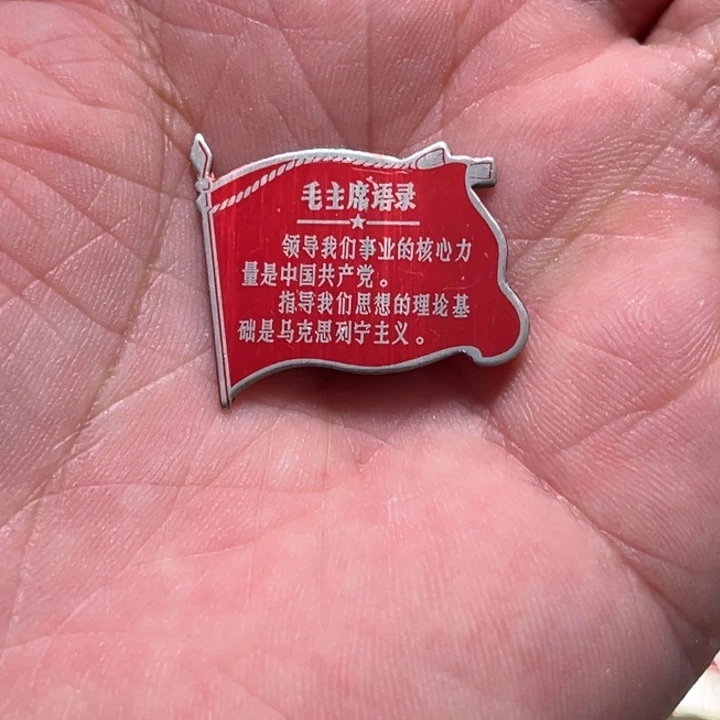 毛主席语录
领导我们事业的核心力
量是中国共产党。
指导我们思想的理论基
础是马克思列宁主义。